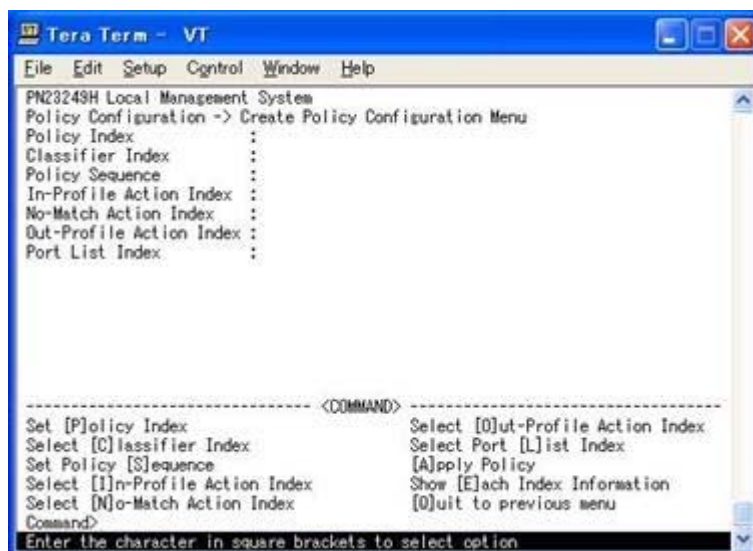 Tera Term - VT
File Edit Setup Control Window Help
PN23249H Local Management System
Policy Configuration -> Create Policy Configuration Menu
Policy Index :
Classifier Index :
Policy Sequence :
In-Profile Action Index :
No-Match Action Index :
Out-Profile Action Index :
Port List Index :
------------------------------- <COMMAND> -------------------------------
Set [P]olicy Index Select [O]ut-Profile Action Index
Select [C]lassifier Index Select Port [L]ist Index
Set Policy [S]equence [A]pply Policy
Select [I]n-Profile Action Index Show [E]ach Index Information
Select [N]o-Match Action Index [Q]uit to previous menu
Command>
Enter the character in square brackets to select option